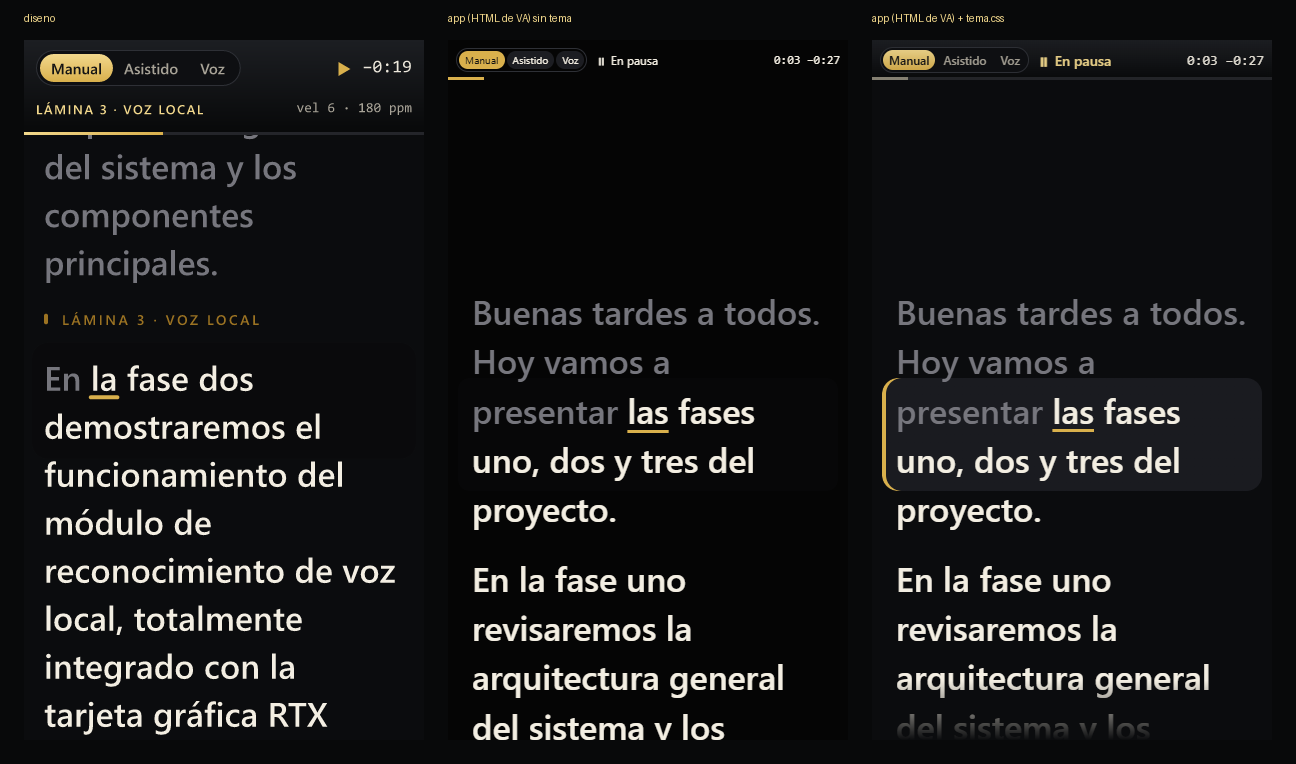 diseno
Manual Asistido Voz
−0:19
LÁMINA 3 · VOZ LOCAL
vel 6 · 180 ppm
del sistema y los
componentes
principales.
LÁMINA 3 · VOZ LOCAL
En la fase dos
demostraremos el
funcionamiento del
módulo de
reconocimiento de voz
local, totalmente
integrado con la
tarjeta gráfica RTX
app (HTML de VA) sin tema
Manual Asistido Voz
En pausa
0:03 −0:27
Buenas tardes a todos.
Hoy vamos a
presentar las fases
uno, dos y tres del
proyecto.
En la fase uno
revisaremos la
arquitectura general
del sistema y los
app (HTML de VA) + tema.css
Manual Asistido Voz
En pausa
0:03 −0:27
Buenas tardes a todos.
Hoy vamos a
presentar las fases
uno, dos y tres del
proyecto.
En la fase uno
revisaremos la
arquitectura general
del sistema y los